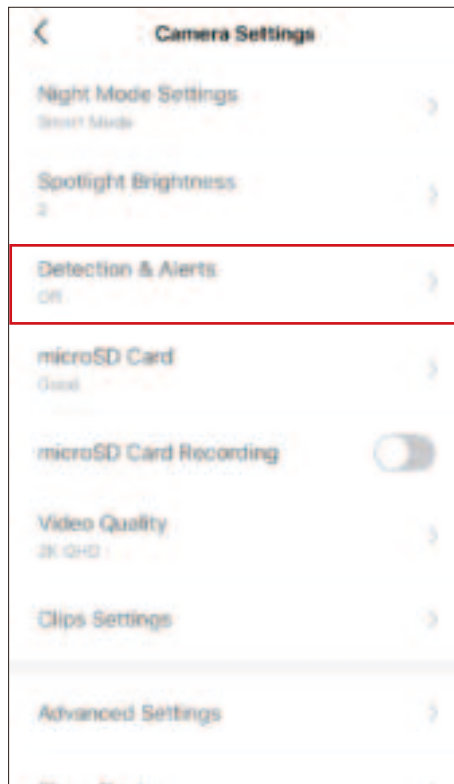 Camera Settings
Night Mode Settings
Smart Mode
Spotlight Brightness
2
Detection & Alerts
Off
microSD Card
Good
microSD Card Recording
Video Quality
2K QHD
Clips Settings
Advanced Settings